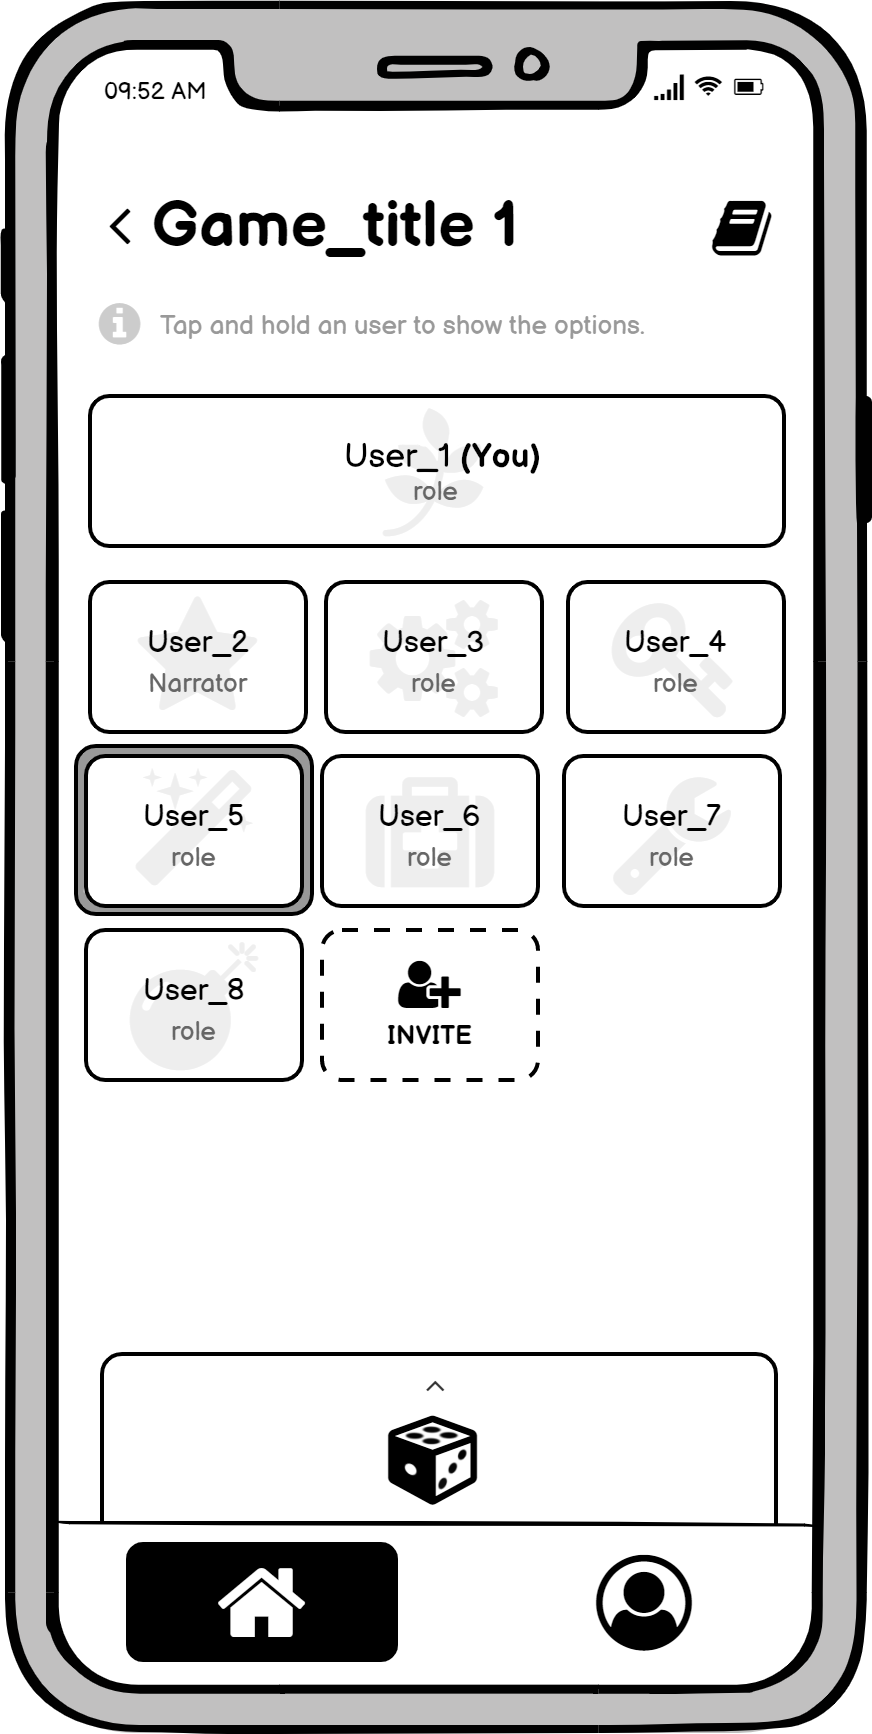 09:52 AM
Game_title 1
Tap and hold an user to show the options.
User_1 (You)
role
User_2
Narrator
User_3
role
User_4
role
User_5
role
User_6
role
User_7
role
User_8
role
INVITE